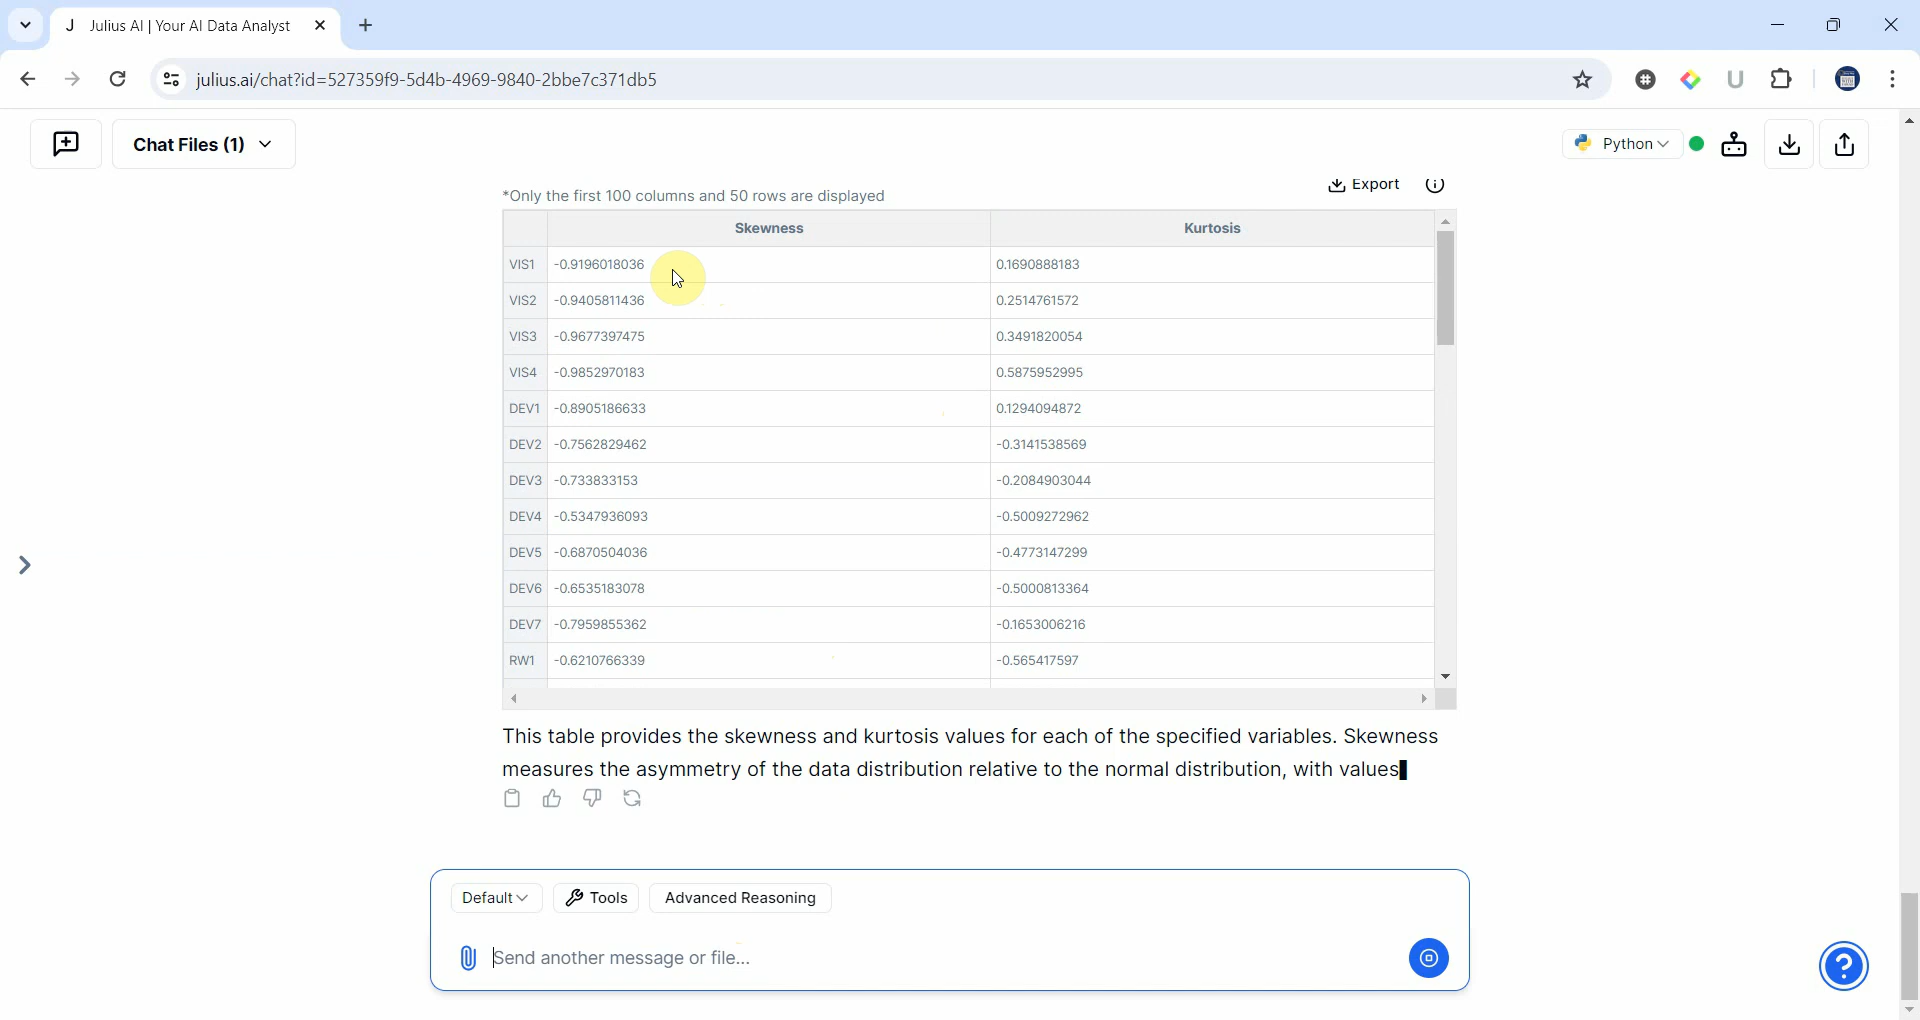 Julius AI | Your AI Data Analyst
julius.ai/chat?id=527359f9-5d4b-4969-9840-2bbe7c371db5
Chat Files (1)
Python
*Only the first 100 columns and 50 rows are displayed
Export
Skewness Kurtosis
VIS1 -0.9196018036 0.1690888183
VIS2 -0.9405811436 0.2514761572
VIS3 -0.9677397475 0.3491820054
VIS4 -0.9852970183 0.5875952995
DEV1 -0.8905186633 0.1294094872
DEV2 -0.7562829462 -0.3141538569
DEV3 -0.733833153 -0.2084903044
DEV4 -0.5347936093 -0.5009272962
DEV5 -0.6870504036 -0.4773147299
DEV6 -0.6535183078 -0.5000813364
DEV7 -0.7959855362 -0.1653006216
RW1 -0.6210766339 -0.565417597
This table provides the skewness and kurtosis values for each of the specified variables. Skewness
measures the asymmetry of the data distribution relative to the normal distribution, with values
Default Tools Advanced Reasoning
Send another message or file...